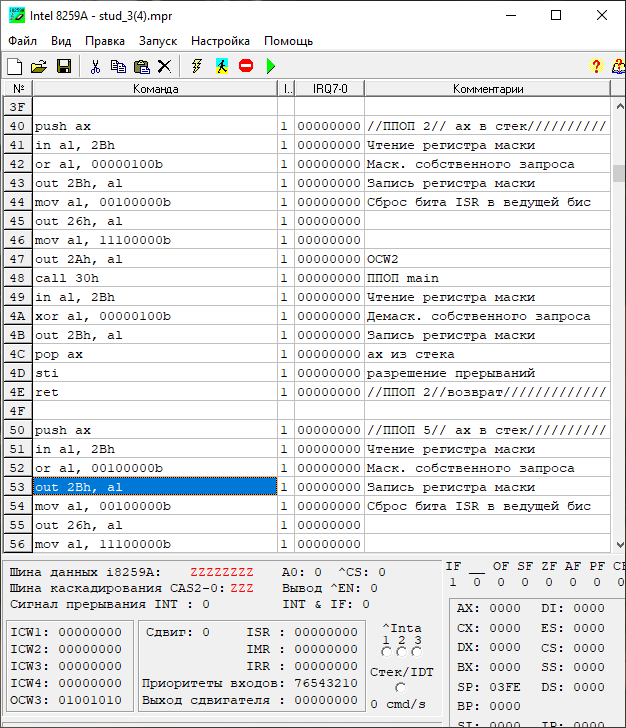 Intel 8259A - stud_3(4).mpr
Файл Вид Правка Запуск Настройка Помощь
№ Команда I.. IRQ7-0 Комментарии
3F
40 push ax 1 00000000 //ППОП 2// ax в стек//////////
41 in al, 2Bh 1 00000000 Чтение регистра маски
42 or al, 00000100b 1 00000000 Маск. собственного запроса
43 out 2Bh, al 1 00000000 Запись регистра маски
44 mov al, 00100000b 1 00000000 Сброс бита ISR в ведущей бис
45 out 26h, al 1 00000000
46 mov al, 11100000b 1 00000000
47 out 2Ah, al 1 00000000 OCW2
48 call 30h 1 00000000 ППОП main
49 in al, 2Bh 1 00000000 Чтение регистра маски
4A xor al, 00000100b 1 00000000 Демаск. собственного запроса
4B out 2Bh, al 1 00000000 Запись регистра маски
4C pop ax 1 00000000 ax из стека
4D sti 1 00000000 разрешение прерываний
4E ret 1 00000000 //ППОП 2//возврат/////////////
4F
50 push ax 1 00000000 //ППОП 5// ax в стек//////////
51 in al, 2Bh 1 00000000 Чтение регистра маски
52 or al, 00100000b 1 00000000 Маск. собственного запроса
53 out 2Bh, al 1 00000000 Запись регистра маски
54 mov al, 00100000b 1 00000000 Сброс бита ISR в ведущей бис
55 out 26h, al 1 00000000
56 mov al, 11100000b 1 00000000
Шина данных i8259A: ZZZZZZZZ A0: 0 ^CS: 0
Шина каскадирования CAS2-0: ZZZ Вывод ^EN: 0
Сигнал прерывания INT : 0 INT & IF: 0
IF __ OF SF ZF AF PF
1 0 0 0 0 0 0
ICW1: 00000000 Сдвиг: 0 ISR : 00000000
ICW2: 00000000 IMR : 00000000
ICW3: 00000000 IRR : 00000000
ICW4: 00000000 Приоритеты входов: 76543210
OCW3: 01001010 Выход сдвигателя : 00000000
^Inta
1 2 3
Стек/IDT
0 cmd/s
AX: 0000 DI: 0000
CX: 0000 ES: 0000
DX: 0000 CS: 0000
BX: 0000 SS: 0000
SP: 03FE DS: 0000
BP: 0000
SI: 0000 IP: 0000